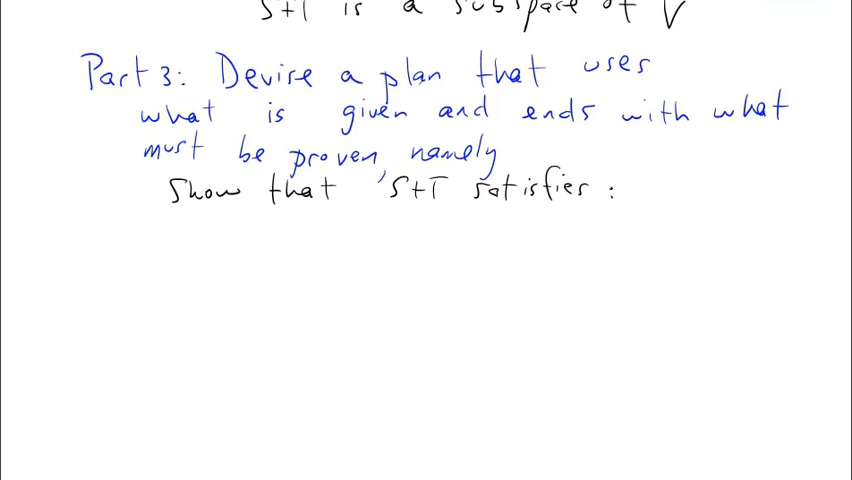 S+T is a subspace of V
Part 3: Devise a plan that uses
what is given and ends with what
must be proven, namely
Show that S+T satisfies: